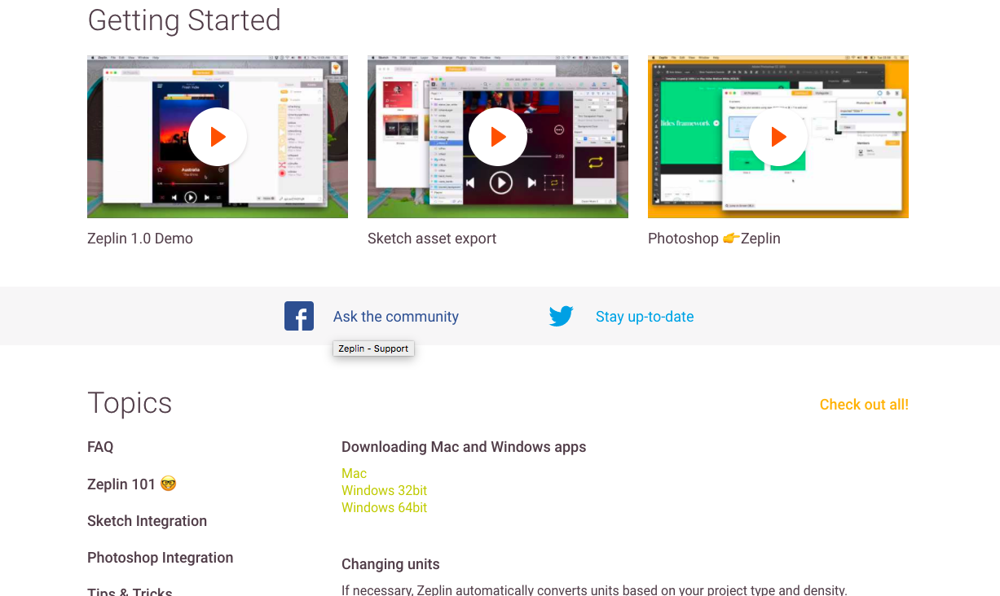 Getting Started
Australia
2:59
Zeplin 1.0 Demo
Sketch asset export
Photoshop 👉Zeplin
Ask the community
Stay up-to-date
Zeplin - Support
Topics
Check out all!
FAQ
Zeplin 101 🤓
Sketch Integration
Photoshop Integration
Tips & Tricks
Downloading Mac and Windows apps
Mac
Windows 32bit
Windows 64bit
Changing units
If necessary, Zeplin automatically converts units based on your project type and density.